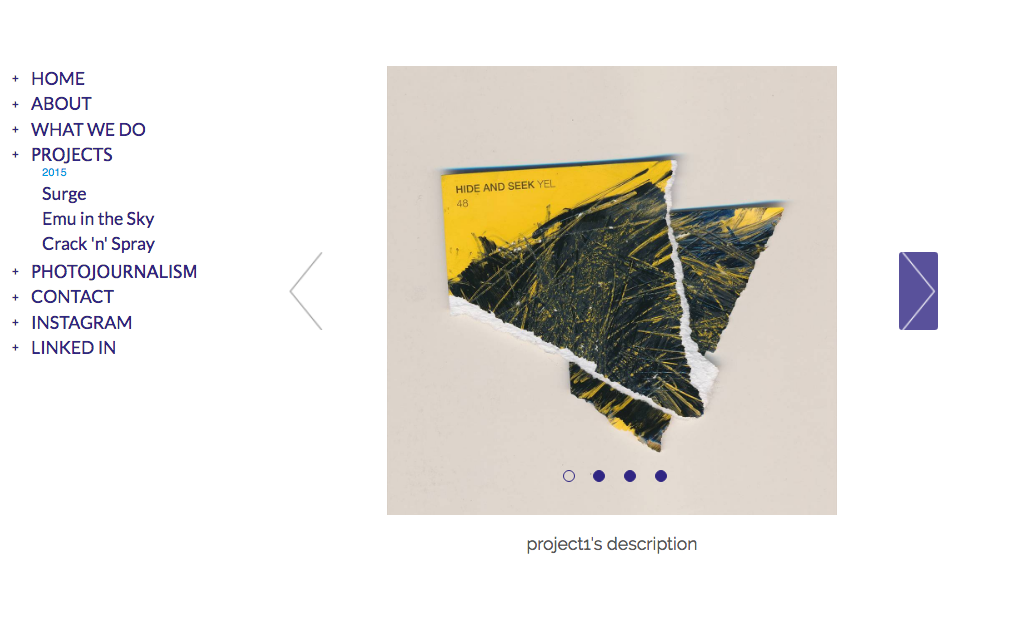 + HOME
+ ABOUT
+ WHAT WE DO
+ PROJECTS
2015
Surge
Emu in the Sky
Crack 'n' Spray
+ PHOTOJOURNALISM
+ CONTACT
+ INSTAGRAM
+ LINKED IN
HIDE AND SEEK YEL
48
project1's description